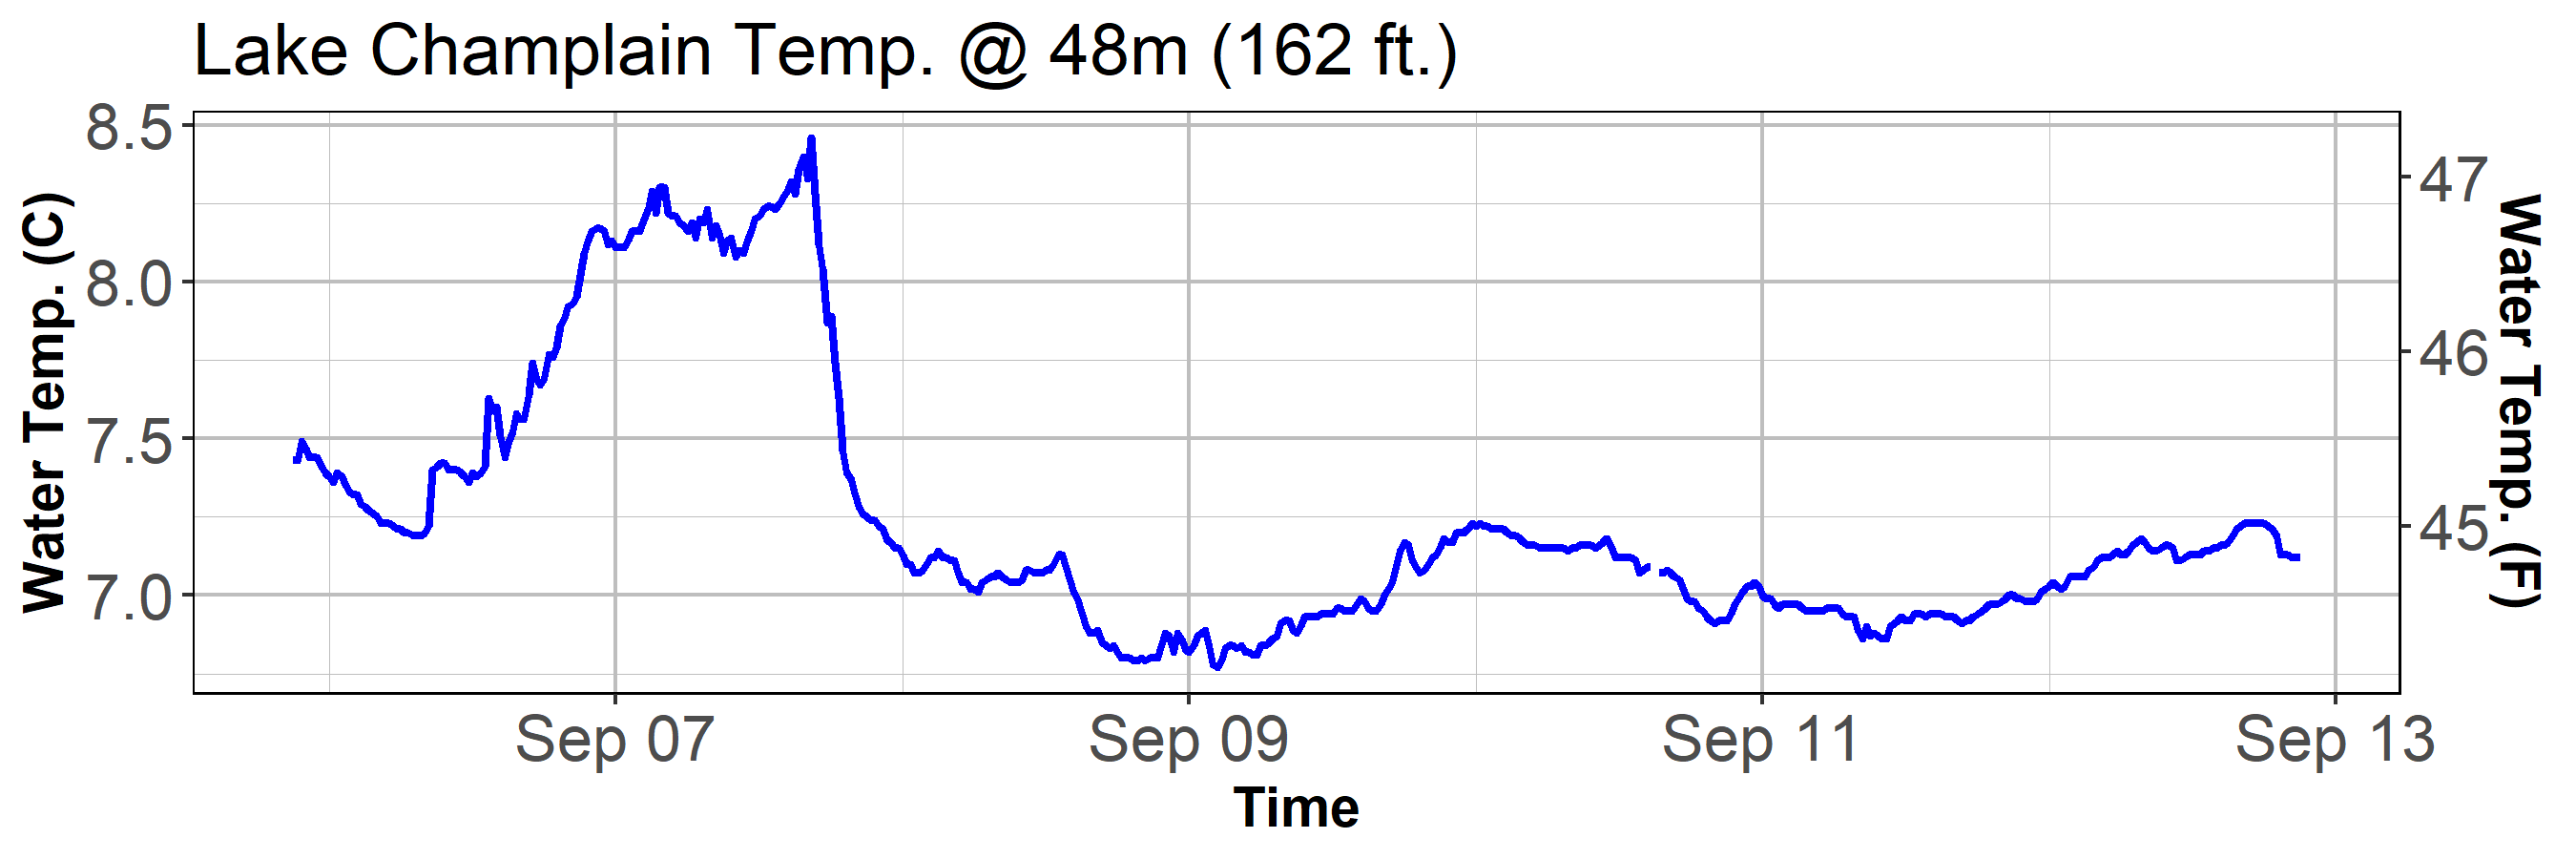 Lake Champlain Temp. @ 48m (162 ft.)
Water Temp. (C)
8.5
8.0
7.5
7.0
47
46
45
Water Temp. (F)
Sep 07
Sep 09
Sep 11
Sep 13
Time